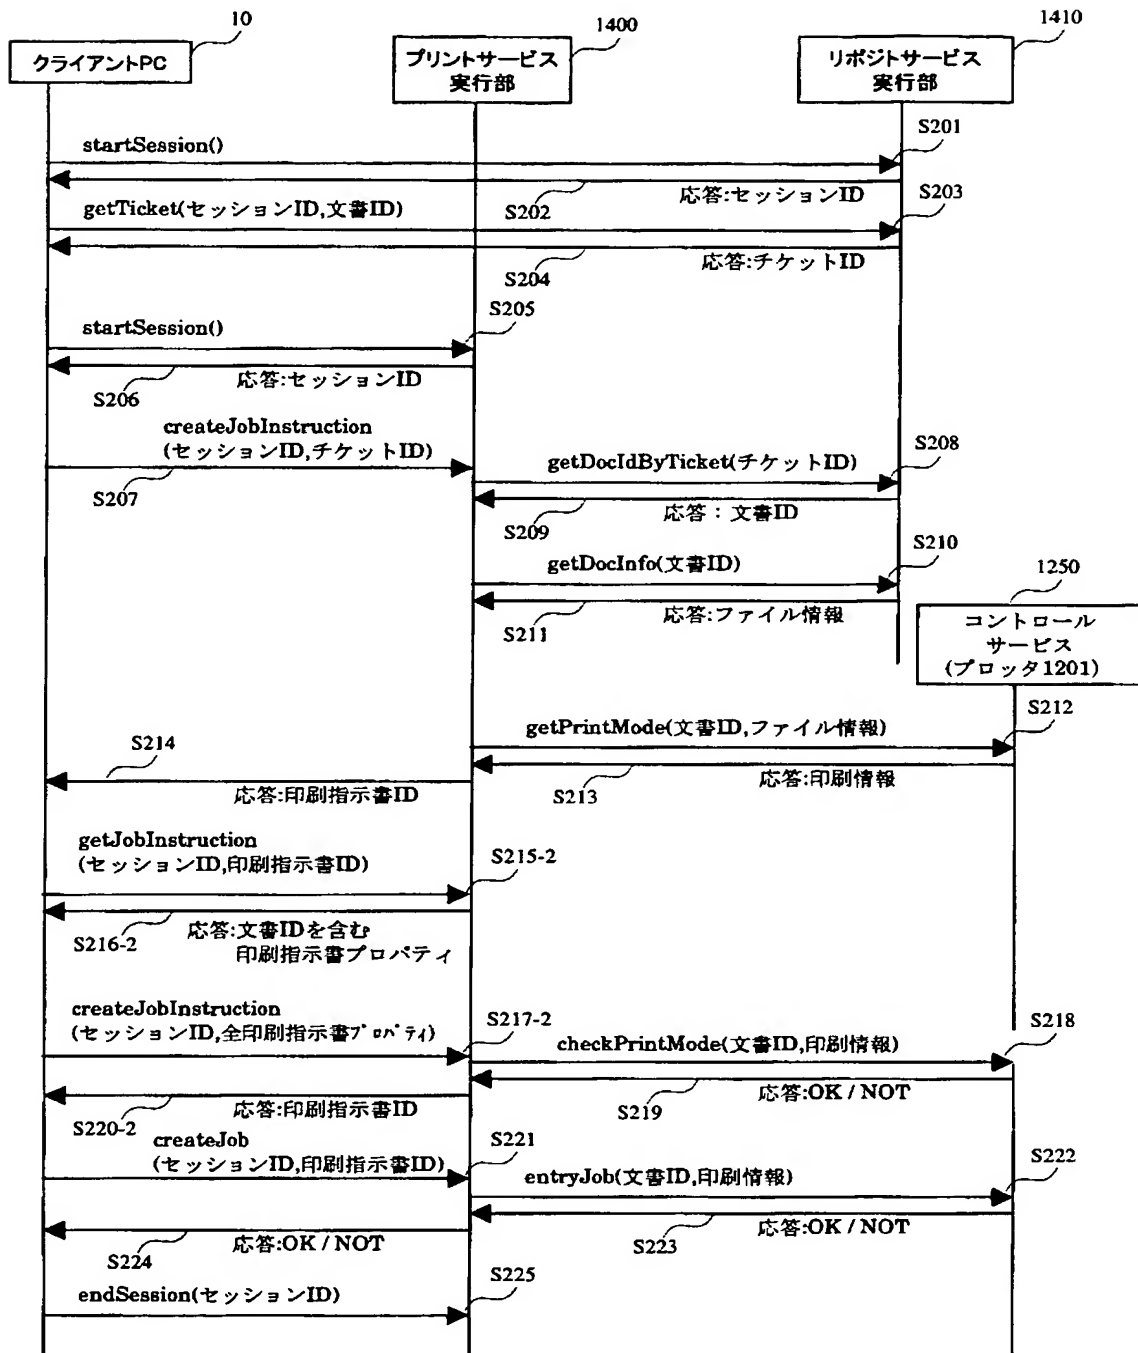 10
1400
1410
クライアントPC
プリントサービス
実行部
リポジトサービス
実行部
S201
startSession()
応答:セッションID
S202
S203
getTicket(セッションID,文書ID)
応答:チケットID
S204
S205
startSession()
応答:セッションID
S206
createJobInstruction
(セッションID,チケットID)
S207
S208
getDocIdByTicket(チケットID)
応答：文書ID
S209
S210
getDocInfo(文書ID)
応答:ファイル情報
S211
1250
コントロール
サービス
(プロッタ1201)
S212
getPrintMode(文書ID,ファイル情報)
応答:印刷情報
S213
S214
応答:印刷指示書ID
getJobInstruction
(セッションID,印刷指示書ID)
S215-2
応答:文書IDを含む
印刷指示書プロパティ
S216-2
createJobInstruction
(セッションID,全印刷指示書ﾌﾟﾛﾊﾟﾃｨ)
S217-2
checkPrintMode(文書ID,印刷情報)
S218
応答:OK / NOT
S219
応答:印刷指示書ID
S220-2
createJob
(セッションID,印刷指示書ID)
S221
entryJob(文書ID,印刷情報)
S222
応答:OK / NOT
S223
応答:OK / NOT
S224
S225
endSession(セッションID)